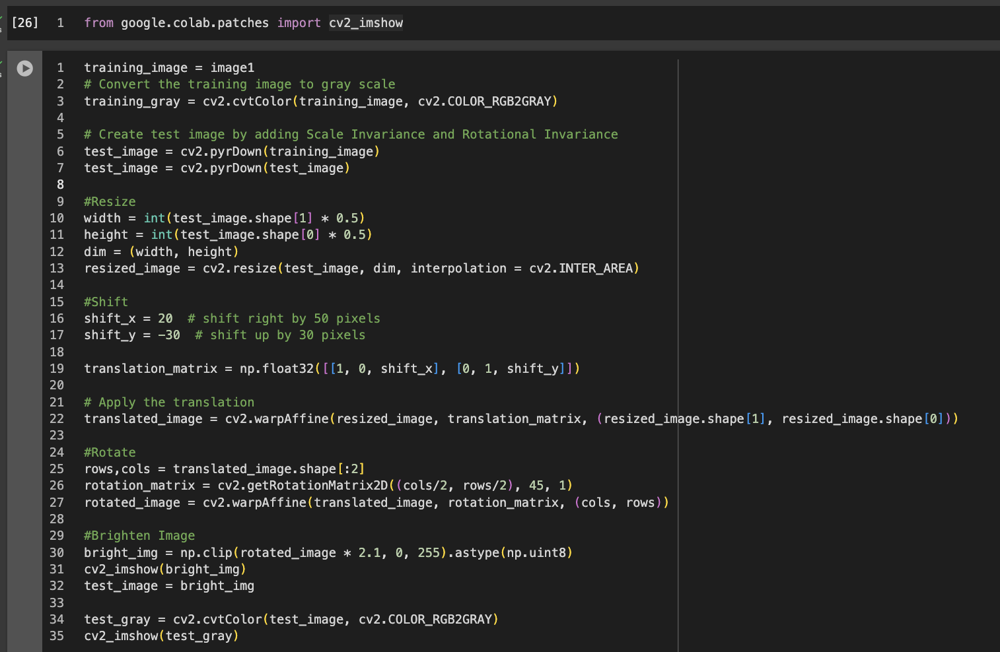 [26] 1 from google.colab.patches import cv2_imshow
1 training_image = image1
2 # Convert the training image to gray scale
3 training_gray = cv2.cvtColor(training_image, cv2.COLOR_RGB2GRAY)
4
5 # Create test image by adding Scale Invariance and Rotational Invariance
6 test_image = cv2.pyrDown(training_image)
7 test_image = cv2.pyrDown(test_image)
8
9 #Resize
10 width = int(test_image.shape[1] * 0.5)
11 height = int(test_image.shape[0] * 0.5)
12 dim = (width, height)
13 resized_image = cv2.resize(test_image, dim, interpolation = cv2.INTER_AREA)
14
15 #Shift
16 shift_x = 20  # shift right by 50 pixels
17 shift_y = -30  # shift up by 30 pixels
18
19 translation_matrix = np.float32([[1, 0, shift_x], [0, 1, shift_y]])
20
21 # Apply the translation
22 translated_image = cv2.warpAffine(resized_image, translation_matrix, (resized_image.shape[1], resized_image.shape[0]))
23
24 #Rotate
25 rows,cols = translated_image.shape[:2]
26 rotation_matrix = cv2.getRotationMatrix2D((cols/2, rows/2), 45, 1)
27 rotated_image = cv2.warpAffine(translated_image, rotation_matrix, (cols, rows))
28
29 #Brighten Image
30 bright_img = np.clip(rotated_image * 2.1, 0, 255).astype(np.uint8)
31 cv2_imshow(bright_img)
32 test_image = bright_img
33
34 test_gray = cv2.cvtColor(test_image, cv2.COLOR_RGB2GRAY)
35 cv2_imshow(test_gray)